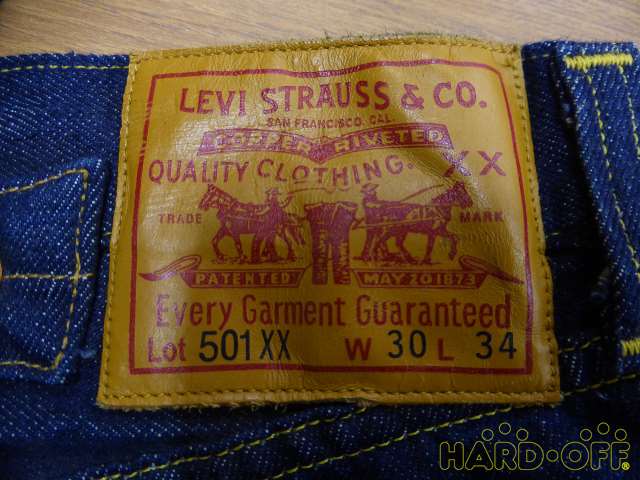 LEVI STRAUSS & CO.
SAN FRANCISCO, CAL.
COPPER RIVETED
QUALITY CLOTHING. XX
TRADE MARK
PATENTED MAY 20 1873
Every Garment Guaranteed
Lot 501XX W 30 L 34
HARD·OFF